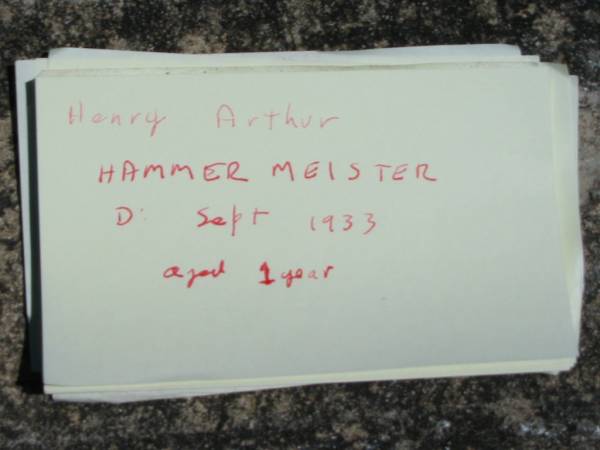 Henry Arthur
HAMMER MEISTER
D: Sept 1933
aged 1 year